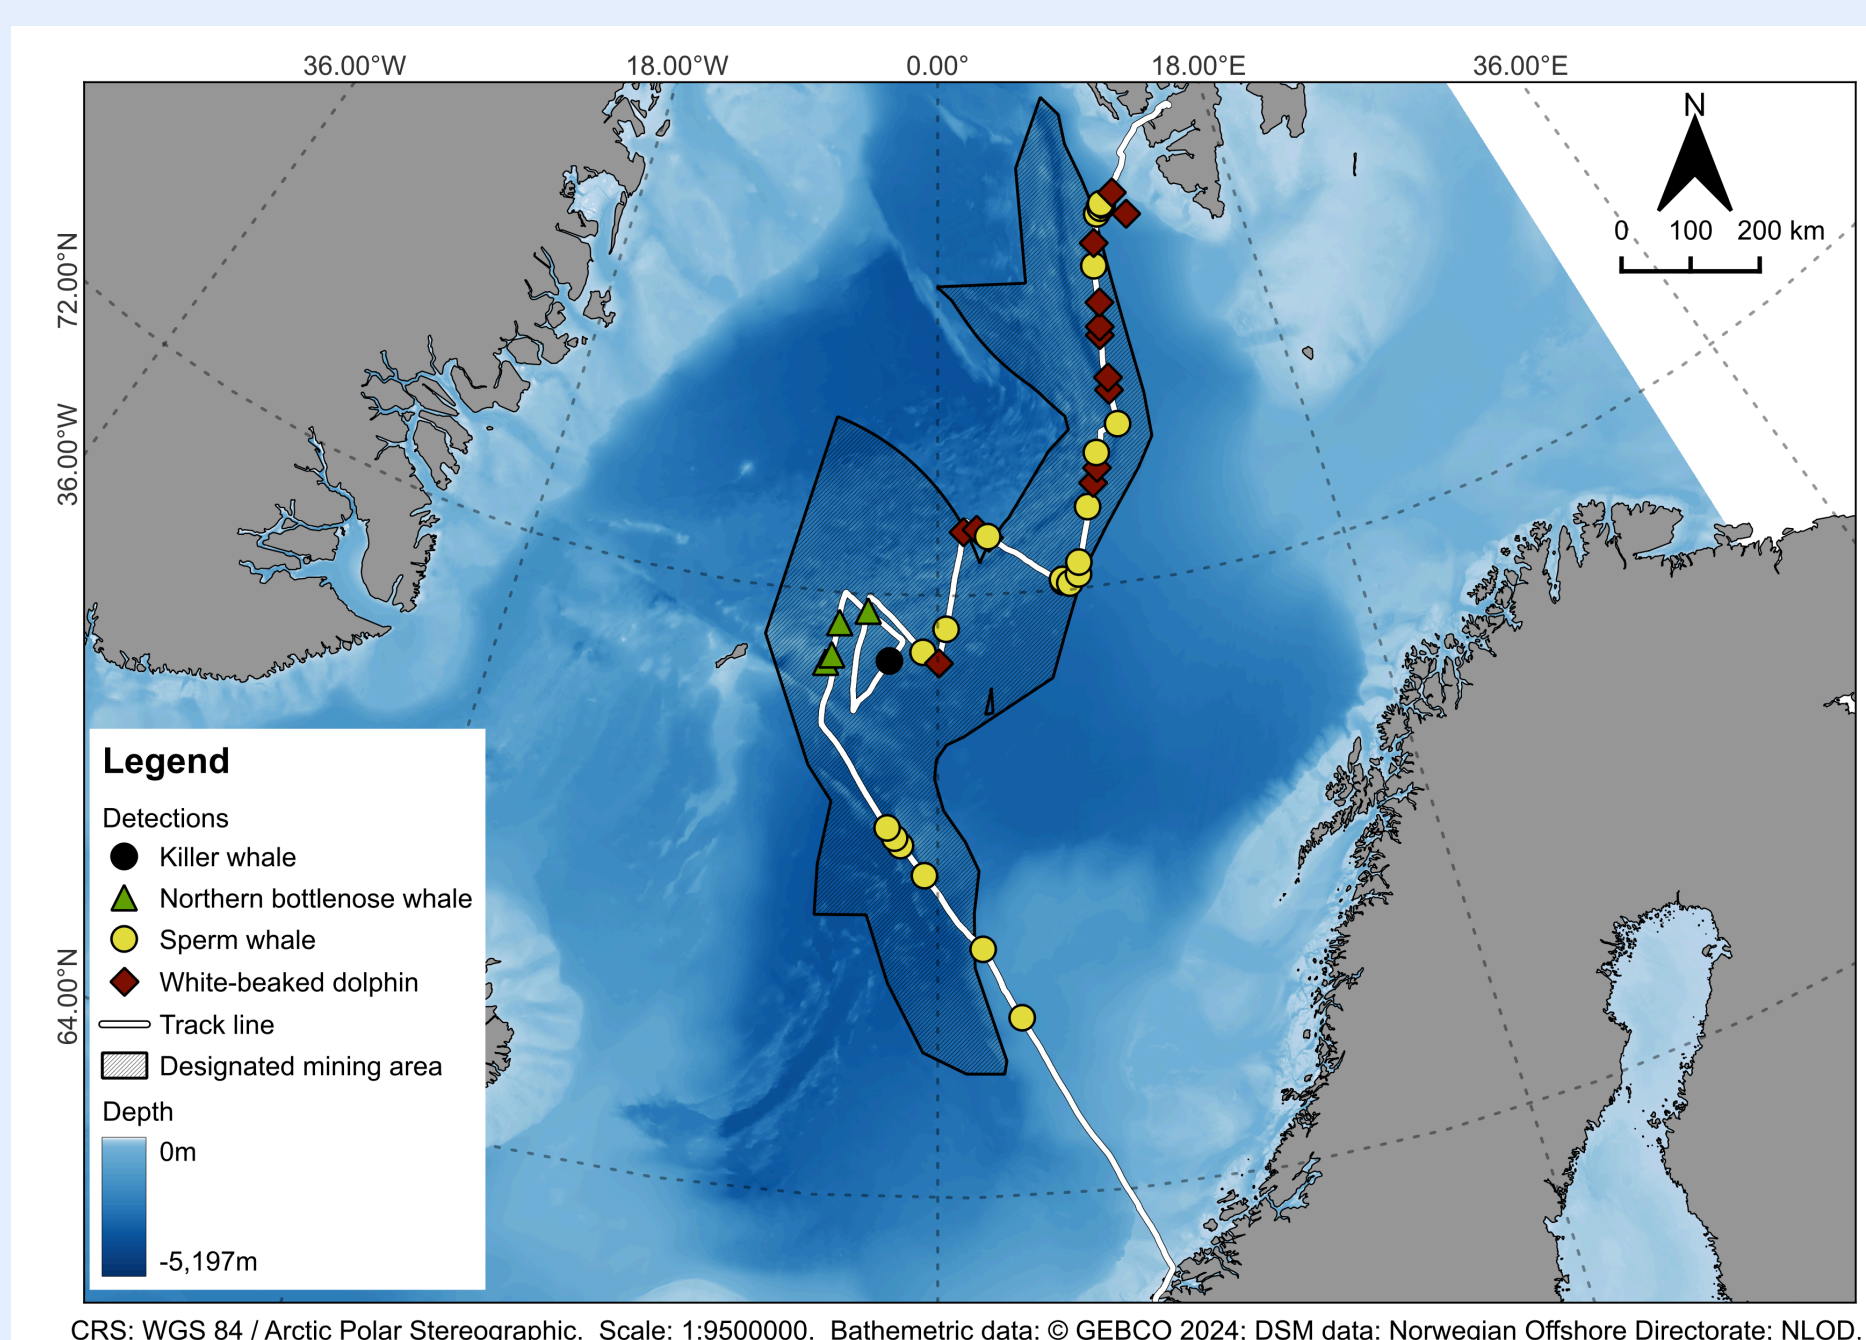 36.00°W 18.00°W 0.00° 18.00°E 36.00°E
72.00°N
36.00°W
64.00°N
N
0 100 200 km
Legend
Detections
Killer whale
Northern bottlenose whale
Sperm whale
White-beaked dolphin
Track line
Designated mining area
Depth
0m
-5,197m
CRS: WGS 84 / Arctic Polar Stereographic. Scale: 1:9500000. Bathemetric data: © GEBCO 2024; DSM data: Norwegian Offshore Directorate: NLOD.